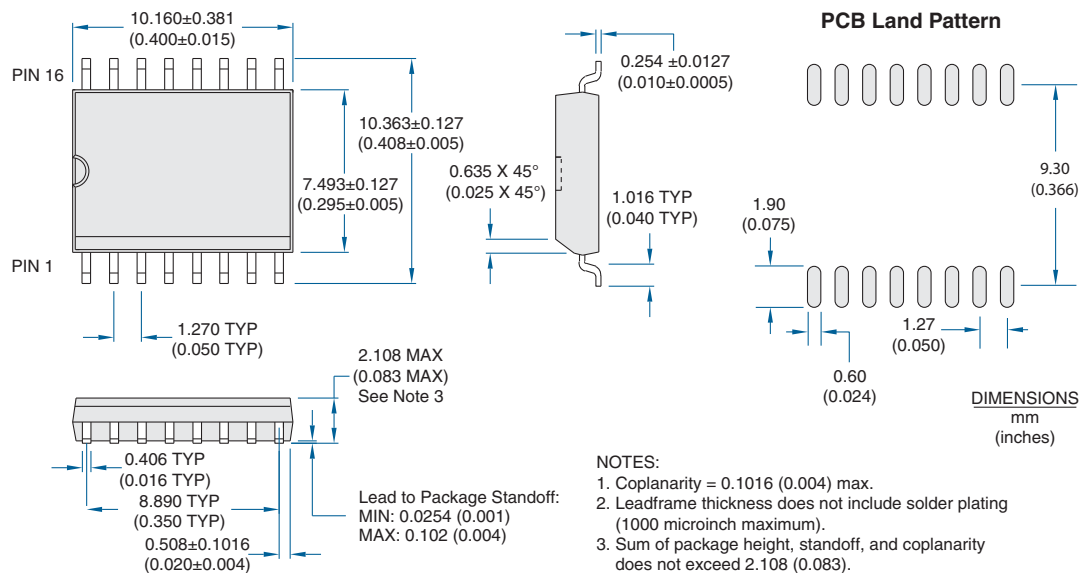 10.160±0.381
(0.400±0.015)
PIN 16
10.363±0.127
(0.408±0.005)
7.493±0.127
(0.295±0.005)
PIN 1
1.270 TYP
(0.050 TYP)
0.254 ±0.0127
(0.010±0.0005)
0.635 X 45°
(0.025 X 45°)
1.016 TYP
(0.040 TYP)
PCB Land Pattern
9.30
(0.366)
1.90
(0.075)
1.27
(0.050)
0.60
(0.024)
2.108 MAX
(0.083 MAX)
See Note 3
0.406 TYP
(0.016 TYP)
8.890 TYP
(0.350 TYP)
0.508±0.1016
(0.020±0.004)
Lead to Package Standoff:
MIN: 0.0254 (0.001)
MAX: 0.102 (0.004)
DIMENSIONS
mm
(inches)
NOTES:
1. Coplanarity = 0.1016 (0.004) max.
2. Leadframe thickness does not include solder plating
(1000 microinch maximum).
3. Sum of package height, standoff, and coplanarity
does not exceed 2.108 (0.083).